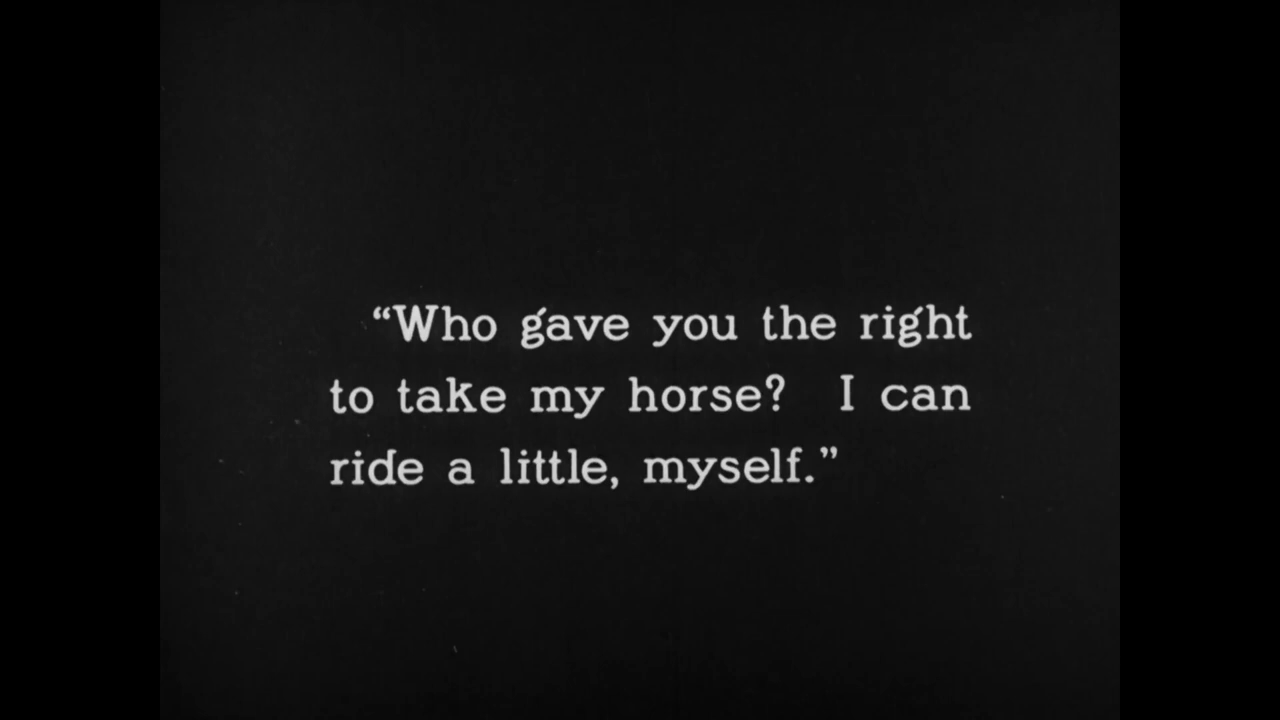 “Who gave you the right
to take my horse? I can
ride a little, myself.”